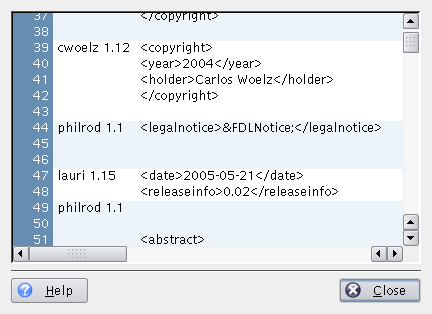 37 </copyright>
38
39 cwoelz 1.12 <copyright>
40 <year>2004</year>
41 <holder>Carlos Woelz</holder>
42 </copyright>
43
44 philrod 1.1 <legalnotice>&FDLNotice;</legalnotice>
45
46
47 lauri 1.15 <date>2005-05-21</date>
48 <releaseinfo>0.02</releaseinfo>
49 philrod 1.1
50
51 <abstract>
Help Close